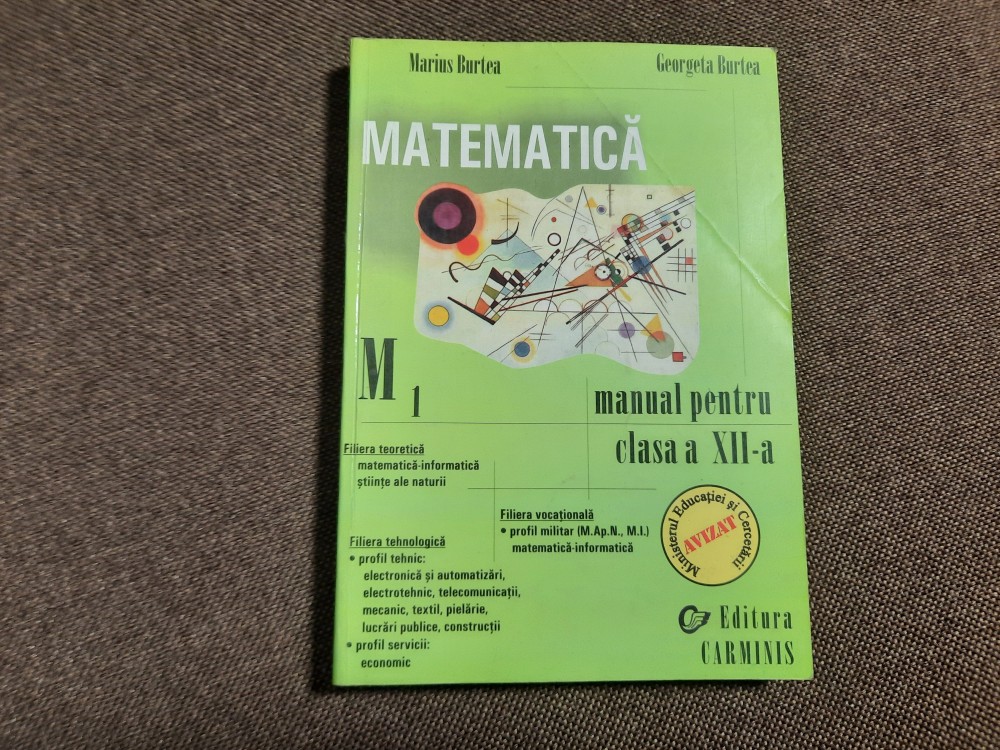 Marius Burtea
Georgeta Burtea
MATEMATICĂ
M 1
manual pentru
clasa a XII-a
Filiera teoretică
matematică-informatică
științe ale naturii
Filiera vocațională
• profil militar (M.Ap.N., M.I.)
matematică-informatică
Filiera tehnologică
• profil tehnic:
electronică și automatizări,
electrotehnic, telecomunicații,
mecanic, textil, pielărie,
lucrări publice, construcții
• profil servicii:
economic
Ministerul Educației și Cercetării
AVIZAT
Editura
CARMINIS